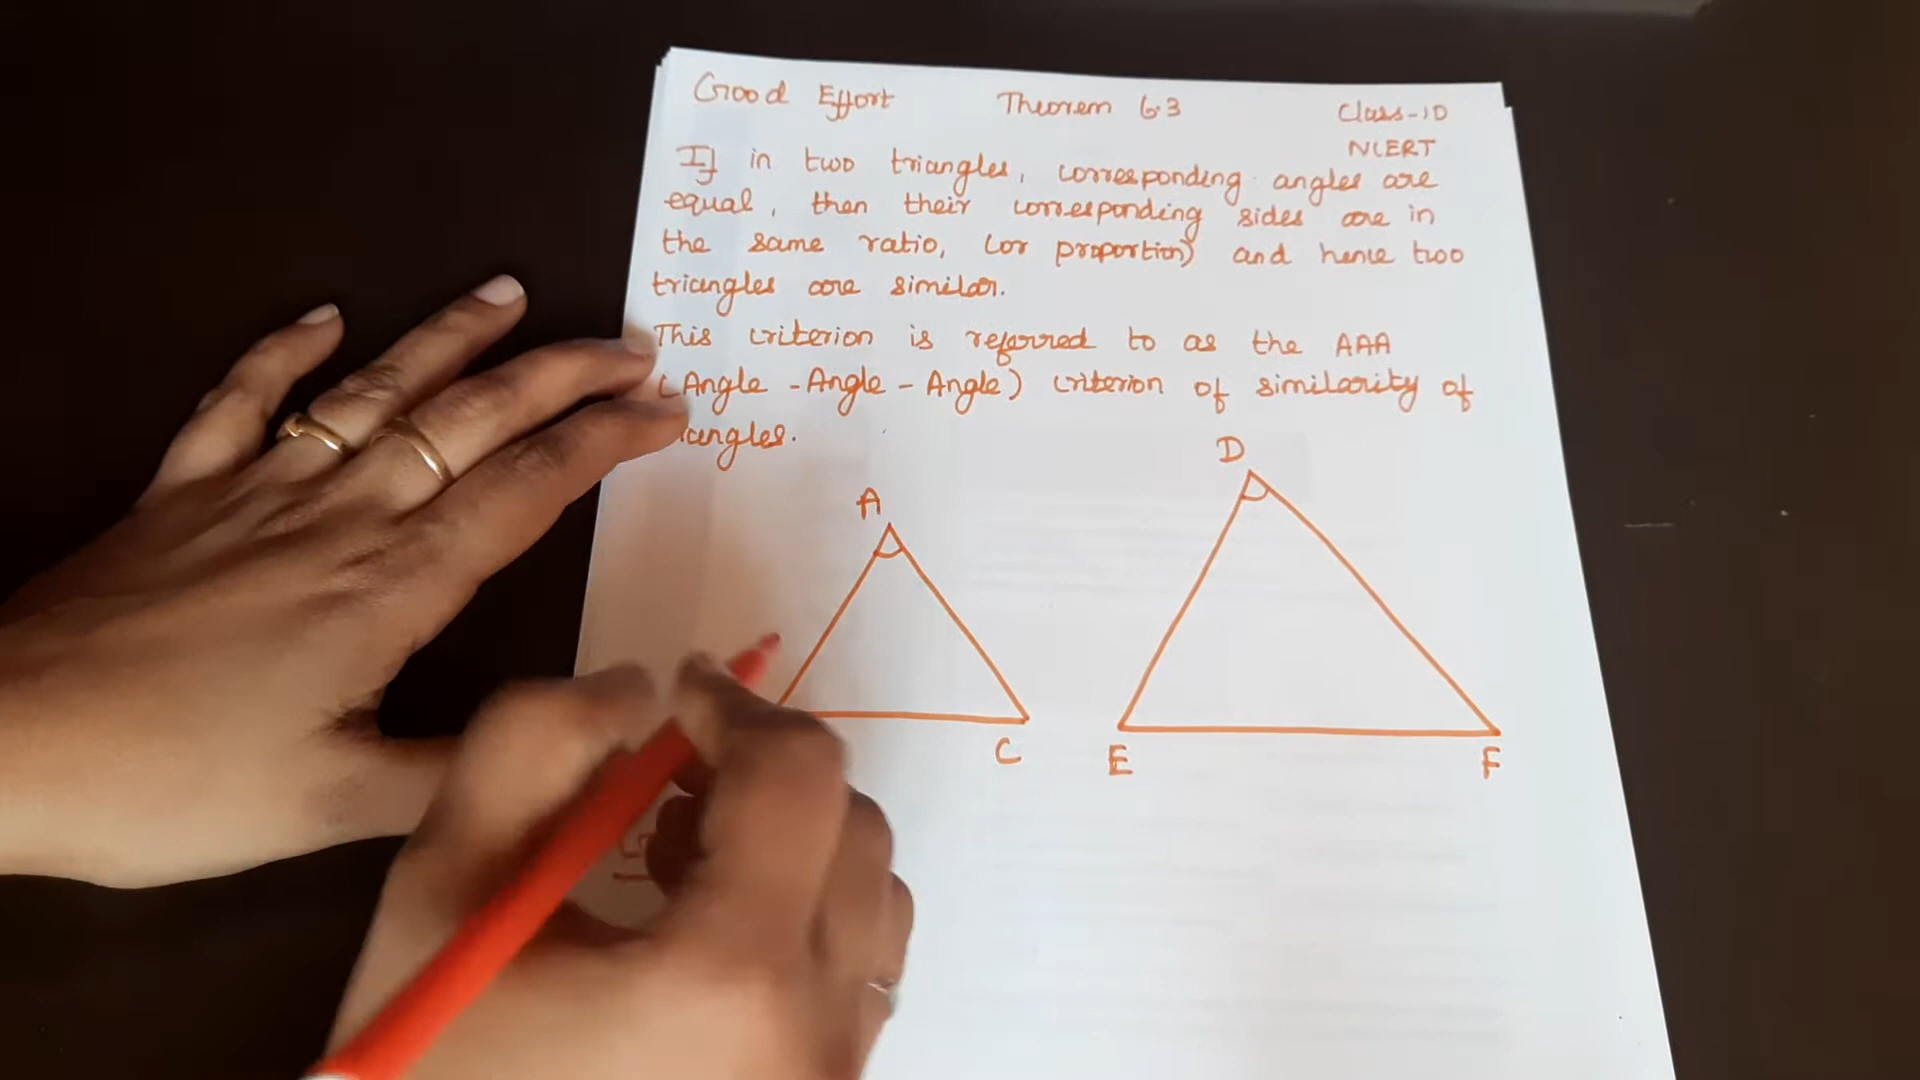 Good Effort Theorem 6.3 Class-10
NCERT
If in two triangles, corresponding angles are
equal, then their corresponding sides are in
the same ratio, (or proportion) and hence two
triangles are similar.
This criterion is referred to as the AAA
(Angle - Angle - Angle) criterion of similarity of
angles.
D
A
C
E
F